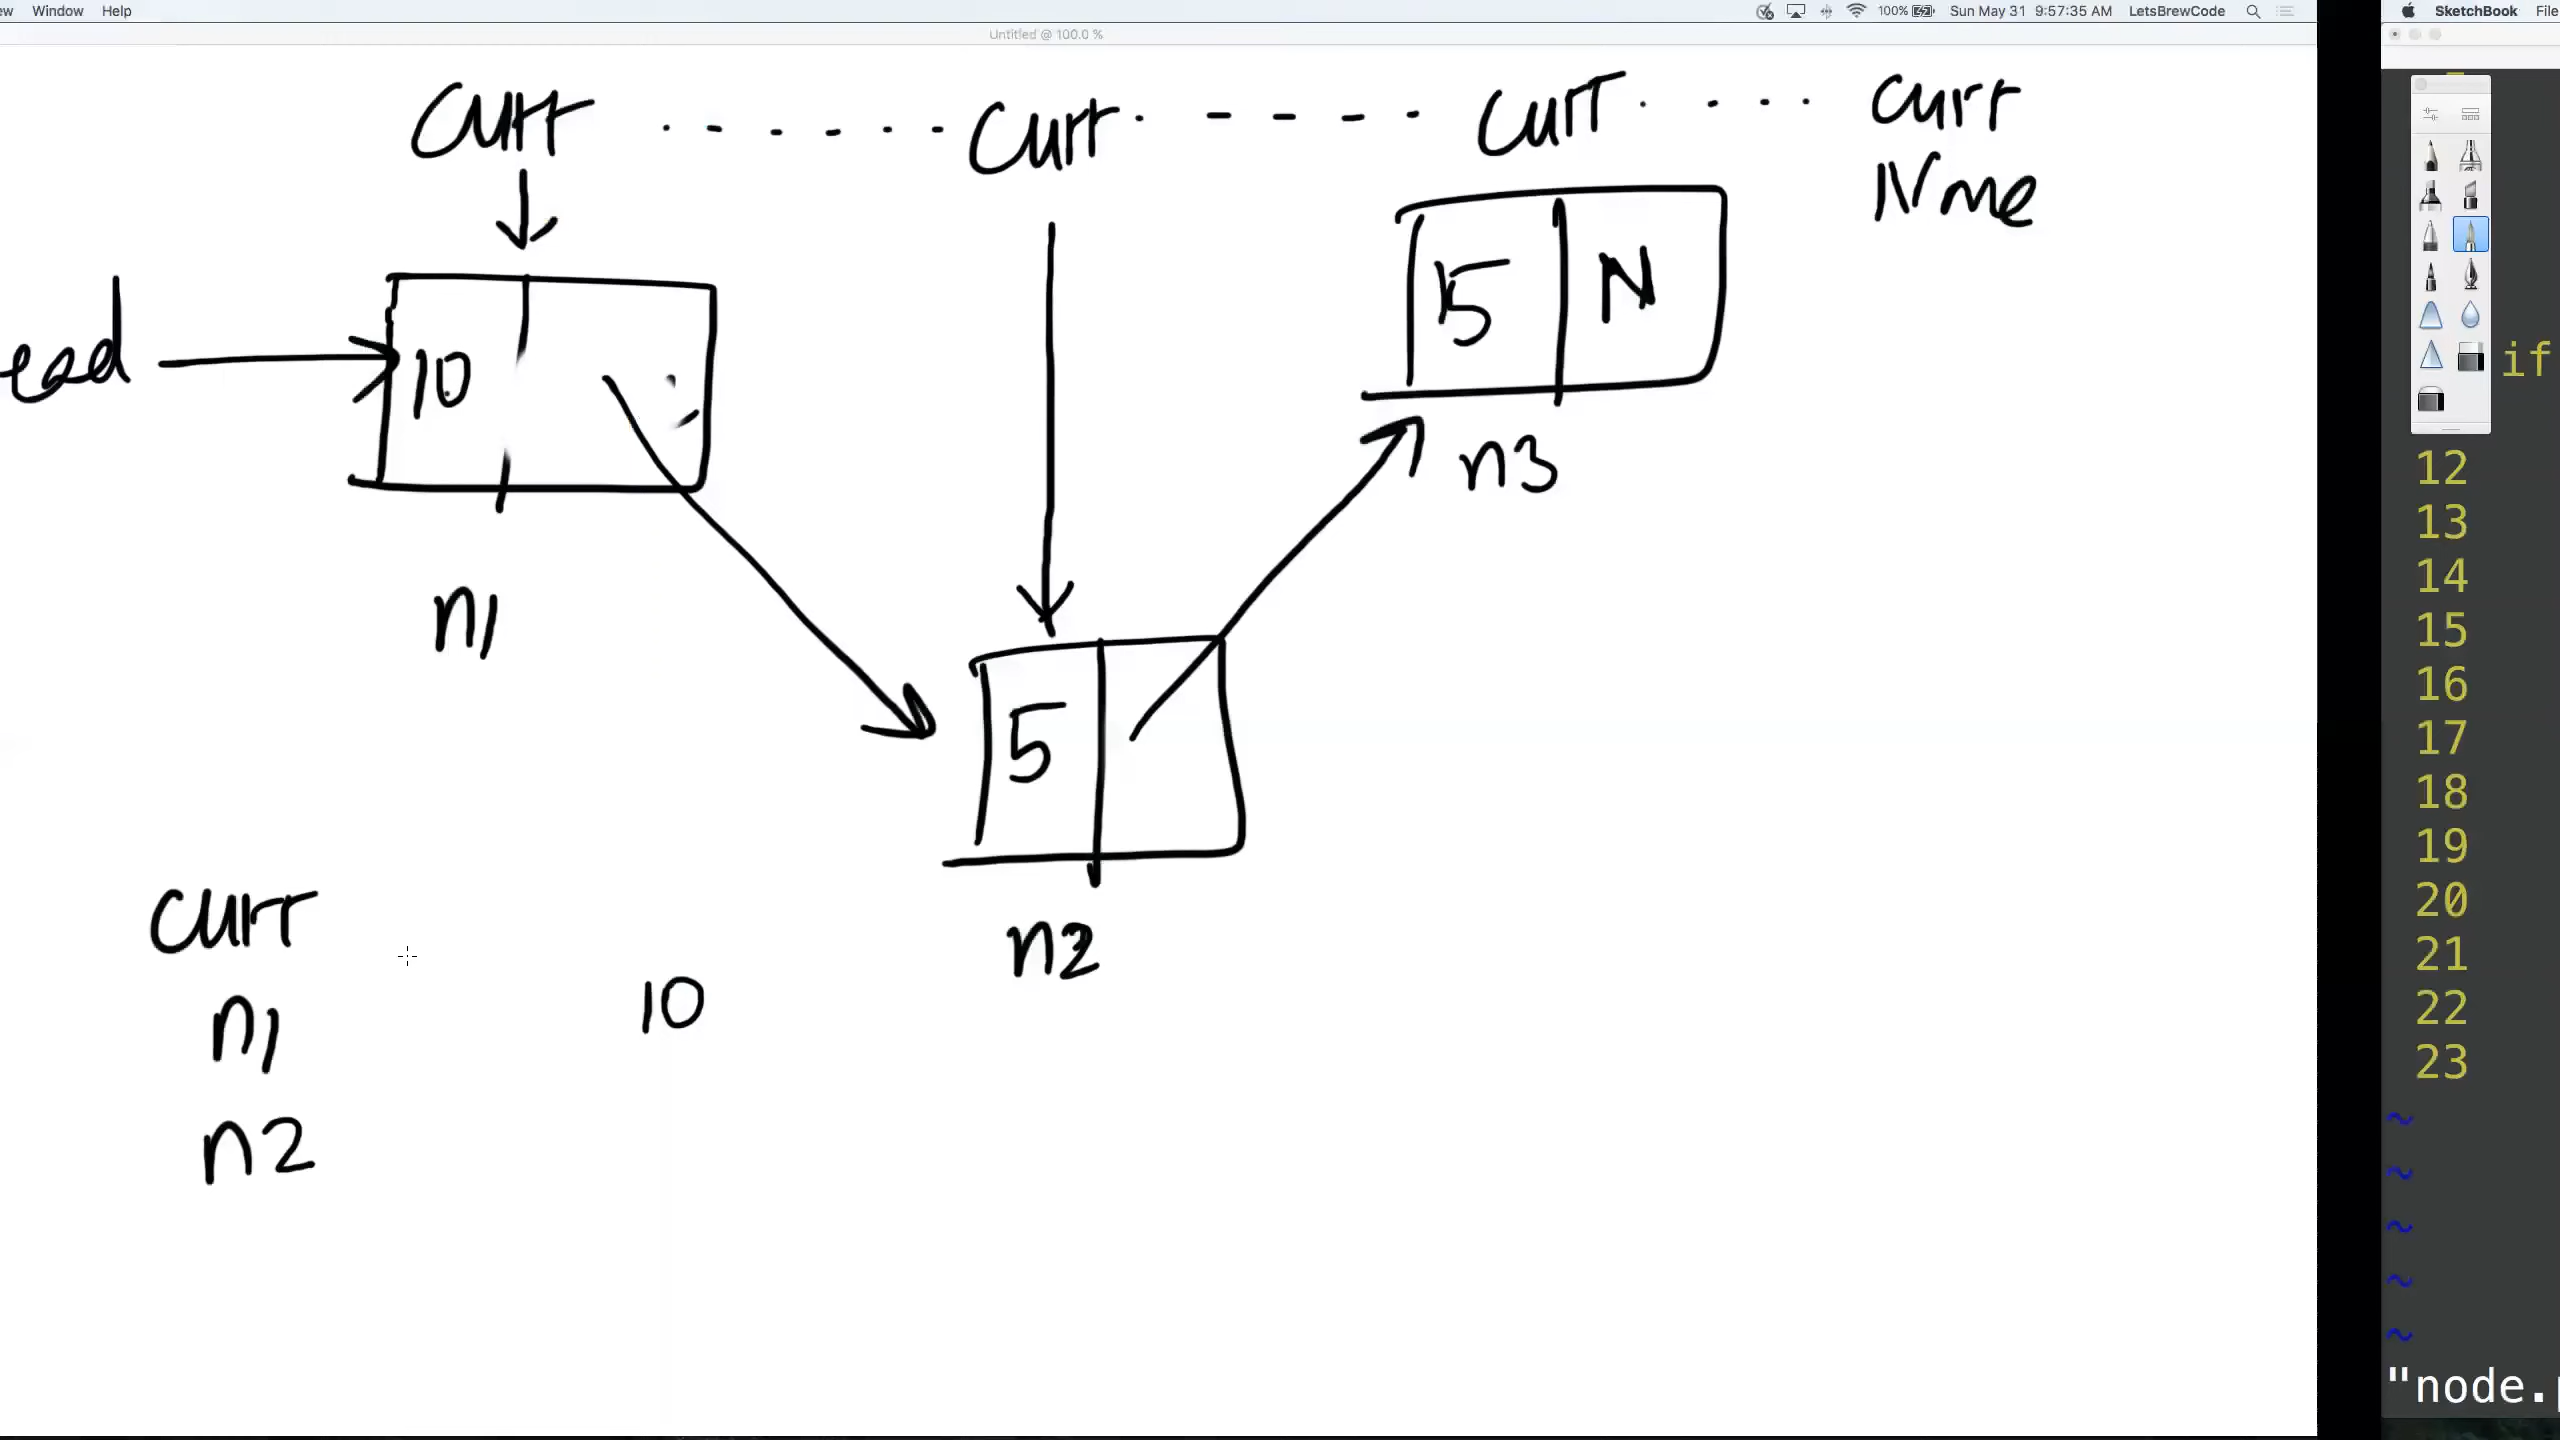 ew Window Help
100% Sun May 31 9:57:35 AM LetsBrewCode
Untitled @ 100.0 %
curr curr curr curr
None
ead
10
15 N
n1
n3
5
n2
curr
n1 10
n2
SketchBook File
if
12
13
14
15
16
17
18
19
20
21
22
23
~
~
~
~
~
"node.p